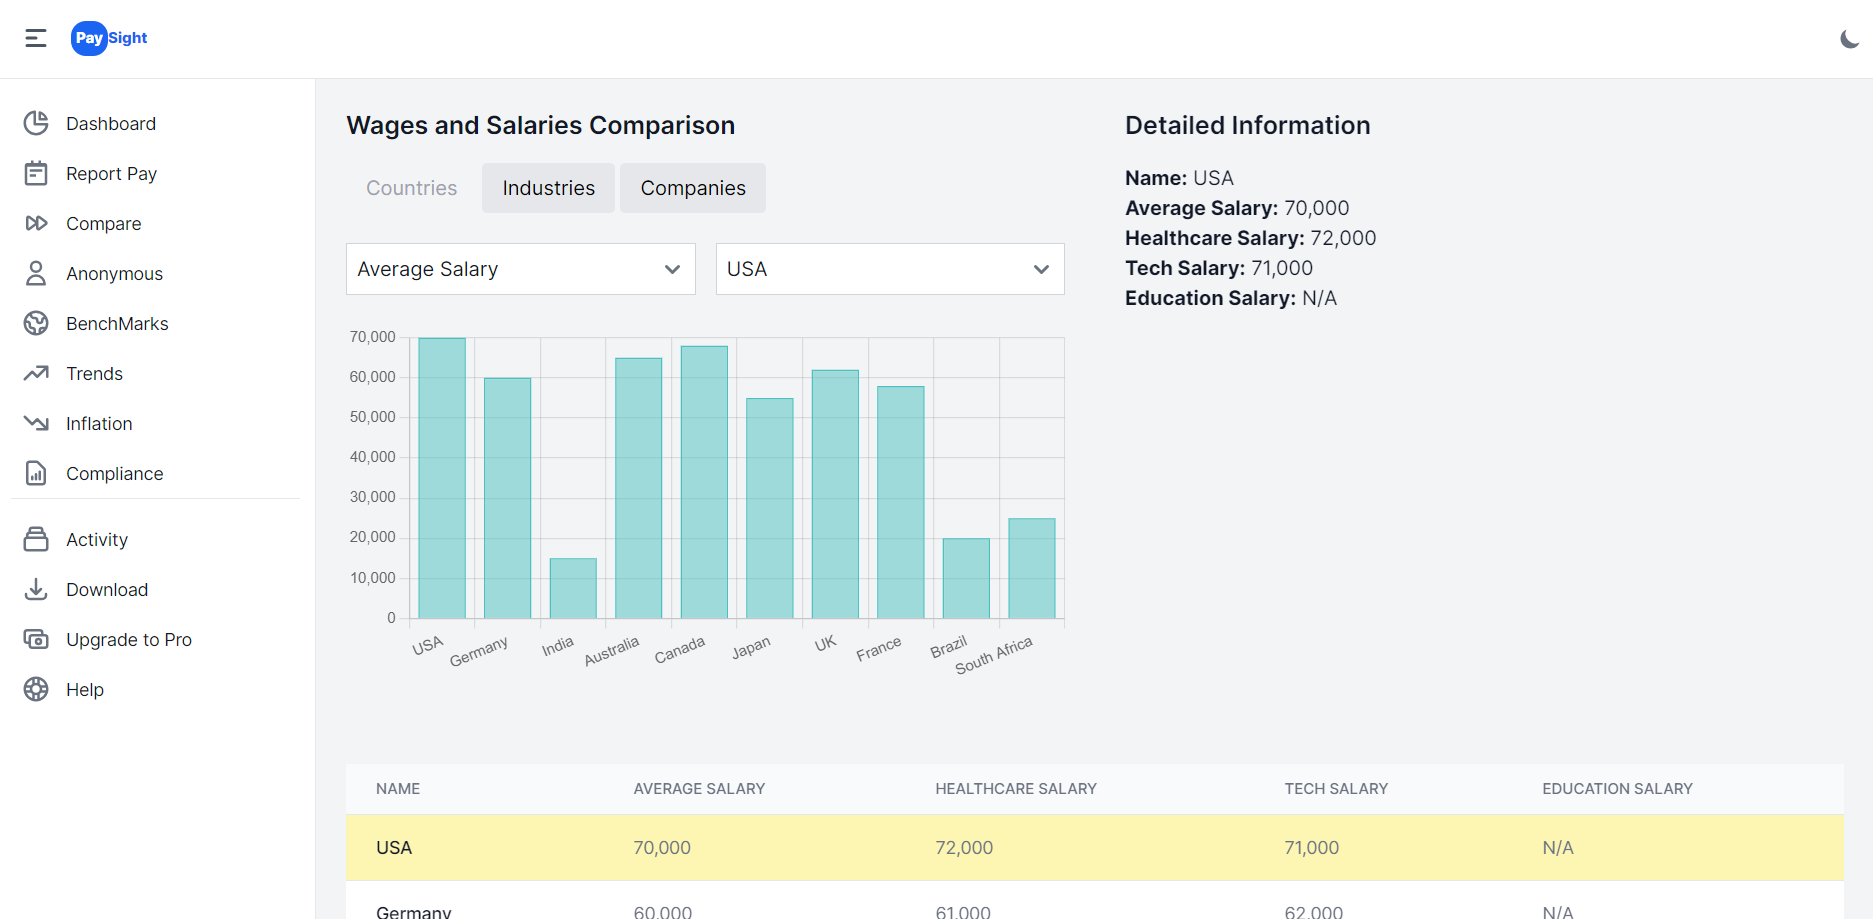 Pay Sight
Dashboard
Report Pay
Compare
Anonymous
BenchMarks
Trends
Inflation
Compliance
Activity
Download
Upgrade to Pro
Help
Wages and Salaries Comparison
Countries Industries Companies
Average Salary USA
70,000
60,000
50,000
40,000
30,000
20,000
10,000
0
USA Germany India Australia Canada Japan UK France Brazil South Africa
Detailed Information
Name: USA
Average Salary: 70,000
Healthcare Salary: 72,000
Tech Salary: 71,000
Education Salary: N/A
NAME AVERAGE SALARY HEALTHCARE SALARY TECH SALARY EDUCATION SALARY
USA 70,000 72,000 71,000 N/A
Germany 60,000 61,000 62,000 N/A